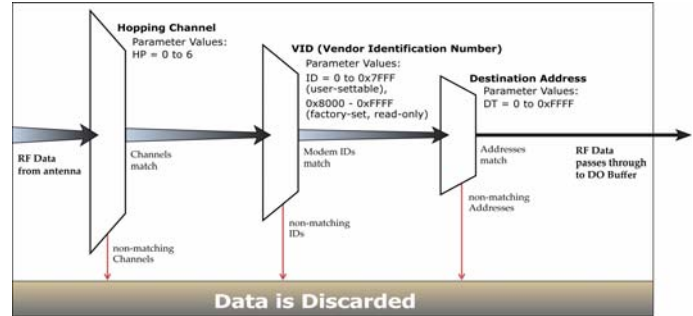 Hopping Channel
Parameter Values:
HP = 0 to 6
VID (Vendor Identification Number)
Parameter Values:
ID = 0 to 0x7FFF
(user-settable),
0x8000 - 0xFFFF
(factory-set, read-only)
Destination Address
Parameter Values:
DT = 0 to 0xFFFF
RF Data
from antenna
Channels
match
Modem IDs
match
Addresses
match
RF Data
passes through
to DO Buffer
non-matching
Channels
non-matching
IDs
non-matching
Addresses
Data is Discarded